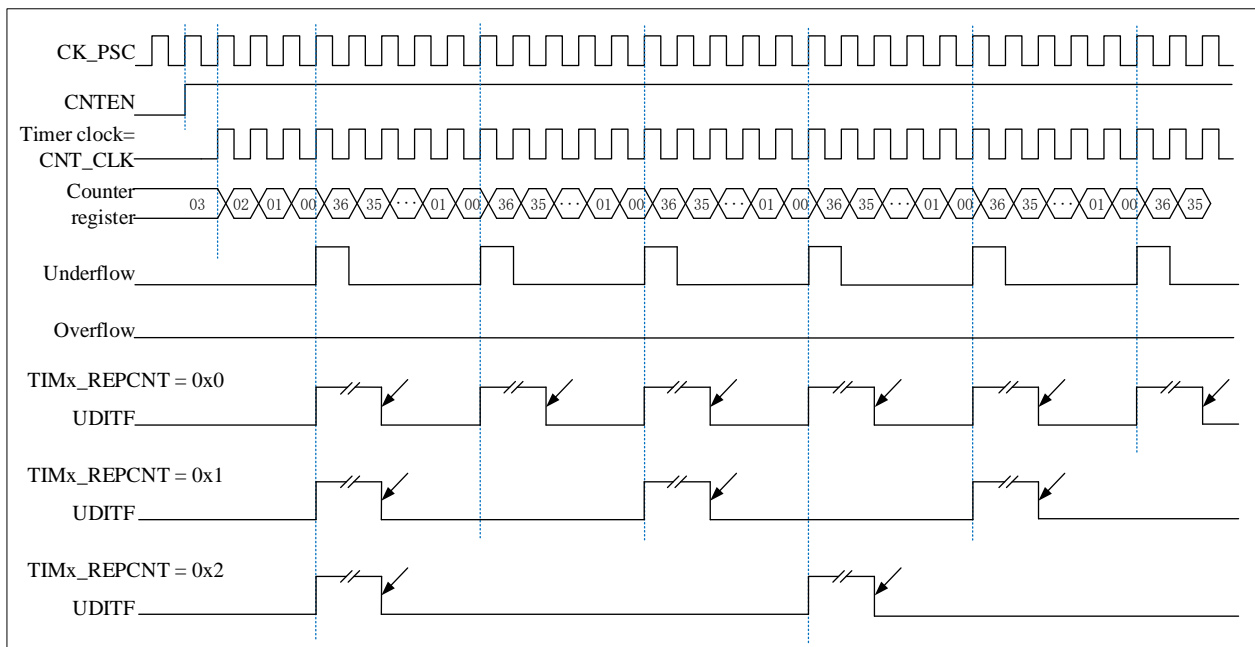 CK_PSC
CNTEN
Timer clock=
CNT_CLK
Counter
register
03 02 01 00 36 35 ··· 01 00 36 35 ··· 01 00 36 35 ··· 01 00 36 35 ··· 01 00 36 35 ··· 01 00 36 35
Underflow
Overflow
TIMx_REPCNT = 0x0
UDITF
TIMx_REPCNT = 0x1
UDITF
TIMx_REPCNT = 0x2
UDITF